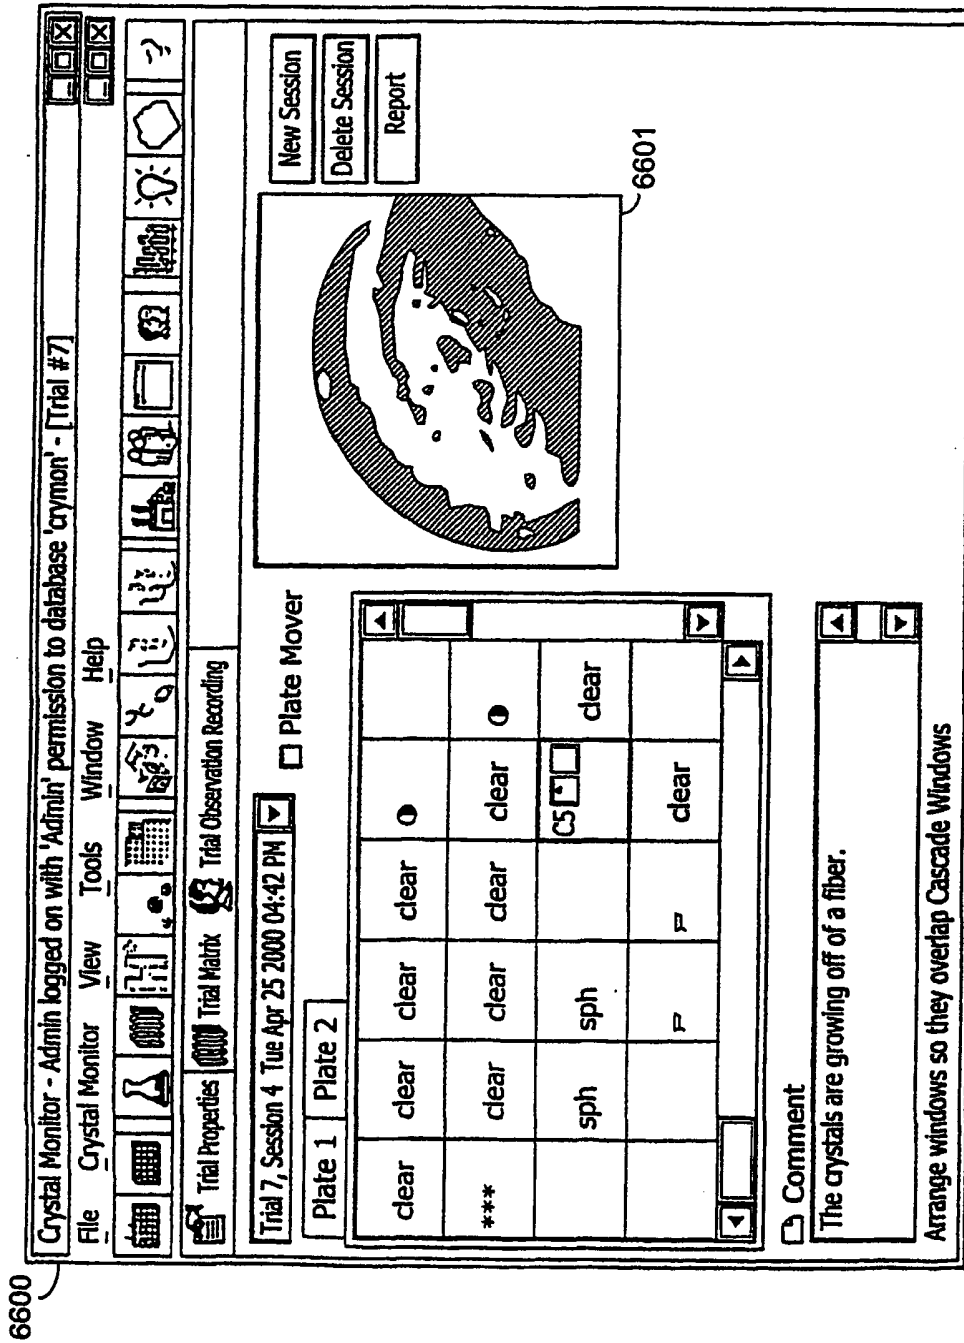 6600
Crystal Monitor - Admin logged on with 'Admin' permission to database 'crymon' - [Trial #7]
File Crystal Monitor View Tools Window Help
Trial Properties Trial Matrix Trial Observation Recording
Trial 7, Session 4 Tue Apr 25 2000 04:42 PM
Plate Mover
New Session
Delete Session
Report
6601
Plate 1 Plate 2
clear clear clear clear
*** clear clear clear clear
sph sph C5 clear
clear
Comment
The crystals are growing off of a fiber.
Arrange windows so they overlap Cascade Windows